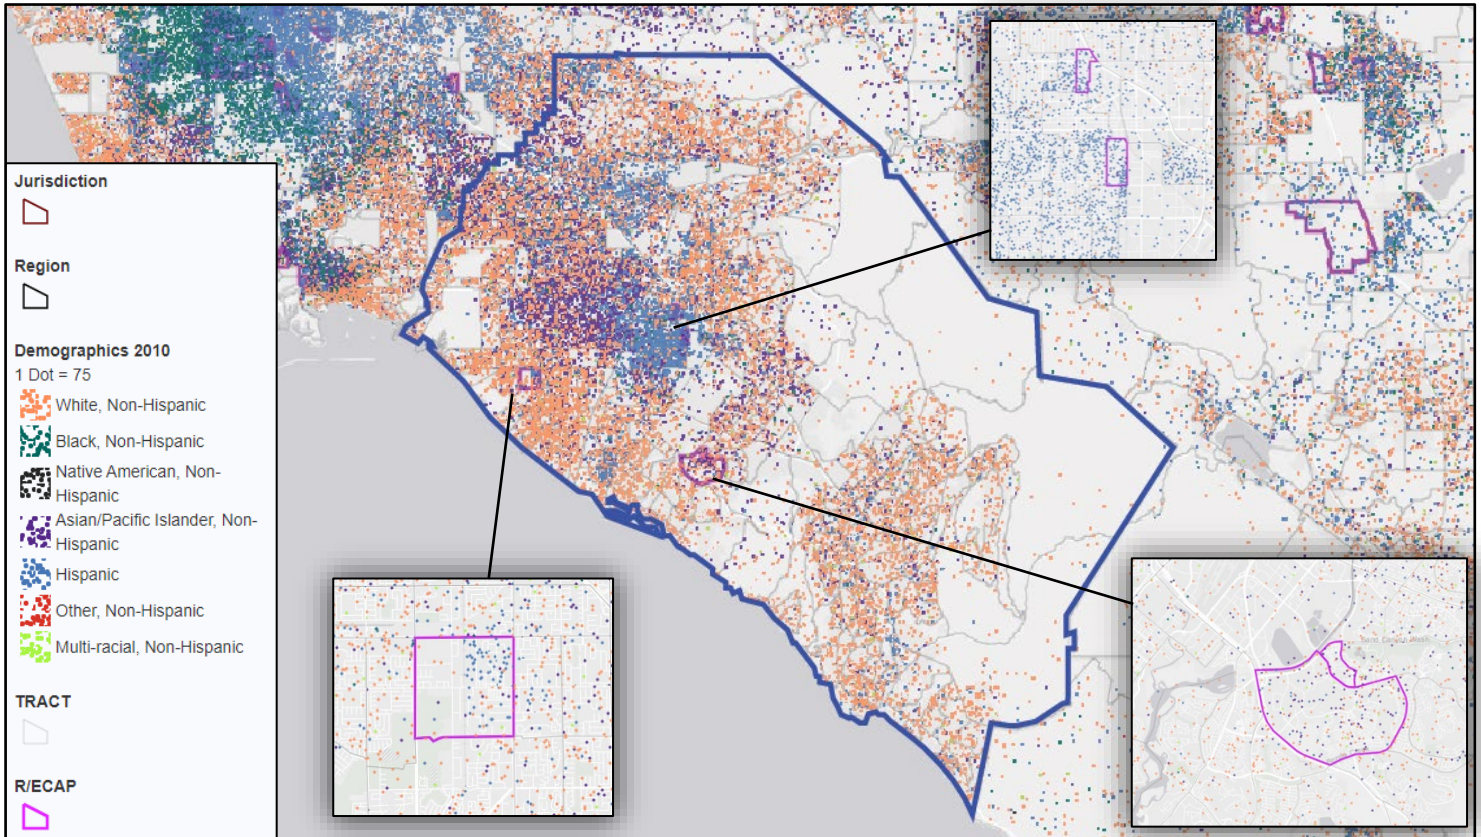 Jurisdiction
Region
Demographics 2010
1 Dot = 75
White, Non-Hispanic
Black, Non-Hispanic
Native American, Non-
Hispanic
Asian/Pacific Islander, Non-
Hispanic
Hispanic
Other, Non-Hispanic
Multi-racial, Non-Hispanic
TRACT
R/ECAP